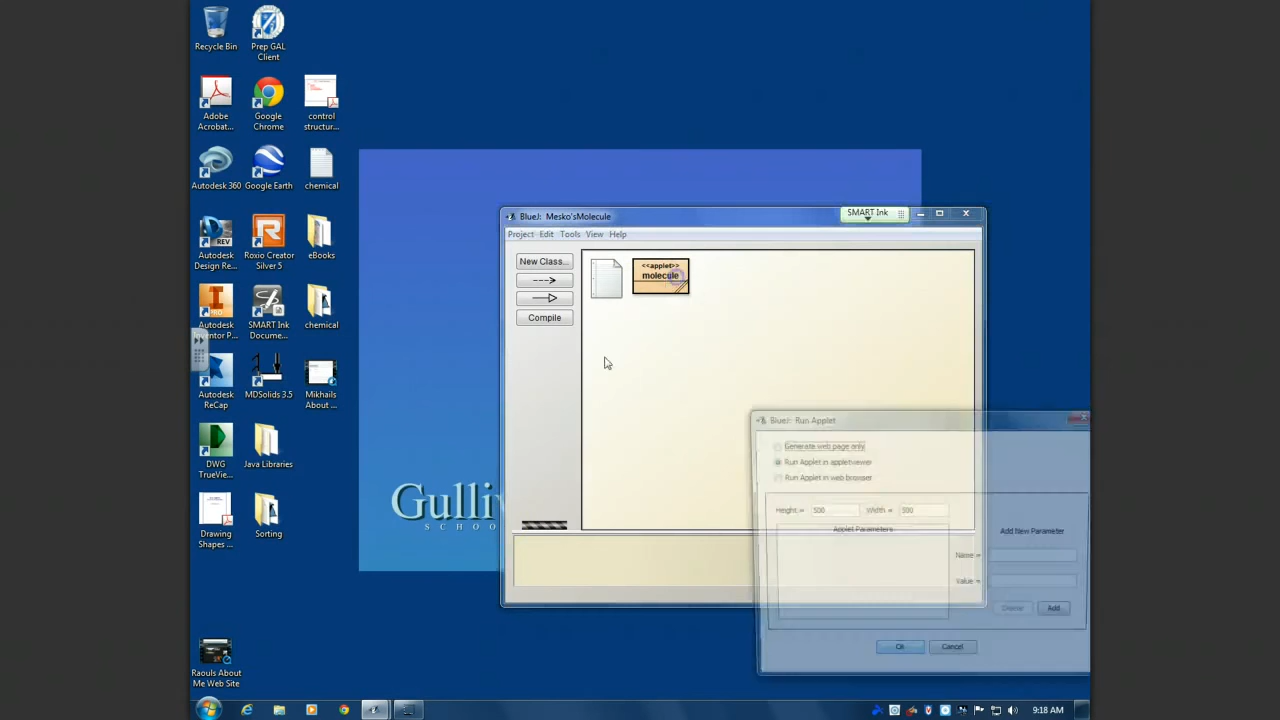 Recycle Bin
Prep GAL
Client
Adobe
Acrobat...
Google
Chrome
control
structur...
Autodesk 360
Google Earth
chemical
Autodesk
Design Re...
Roxio Creator
Silver 5
eBooks
Autodesk
Inventor P...
SMART Ink
Docume...
chemical
Autodesk
ReCap
MDSolids 3.5
Mikhails
About ...
DWG
TrueVie...
Java Libraries
Drawing
Shapes ...
Sorting
Raouls About
Me Web Site
SCHOO
BlueJ: Mesko'sMolecule
SMART Ink
Project Edit Tools View Help
New Class...
Compile
<<applet>>
molecule
BlueJ: Run Applet
Generate web page only
Run Applet in appletviewer
Run Applet in web browser
Height = 500 Width = 500
Applet Parameters
Add New Parameter
Name =
Value =
Delete Add
Ok Cancel
9:18 AM